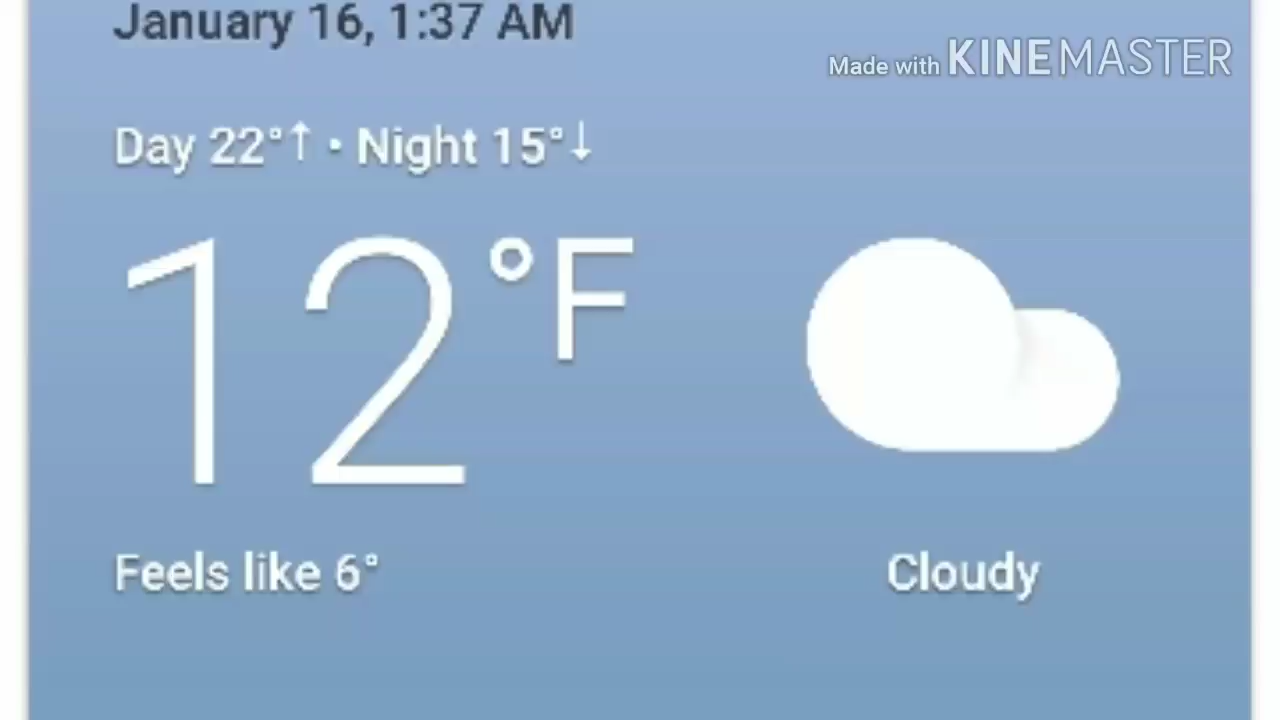 January 16, 1:37 AM
Made with KINEMASTER
Day 22°↑ • Night 15°↓
12°F
Feels like 6°
Cloudy